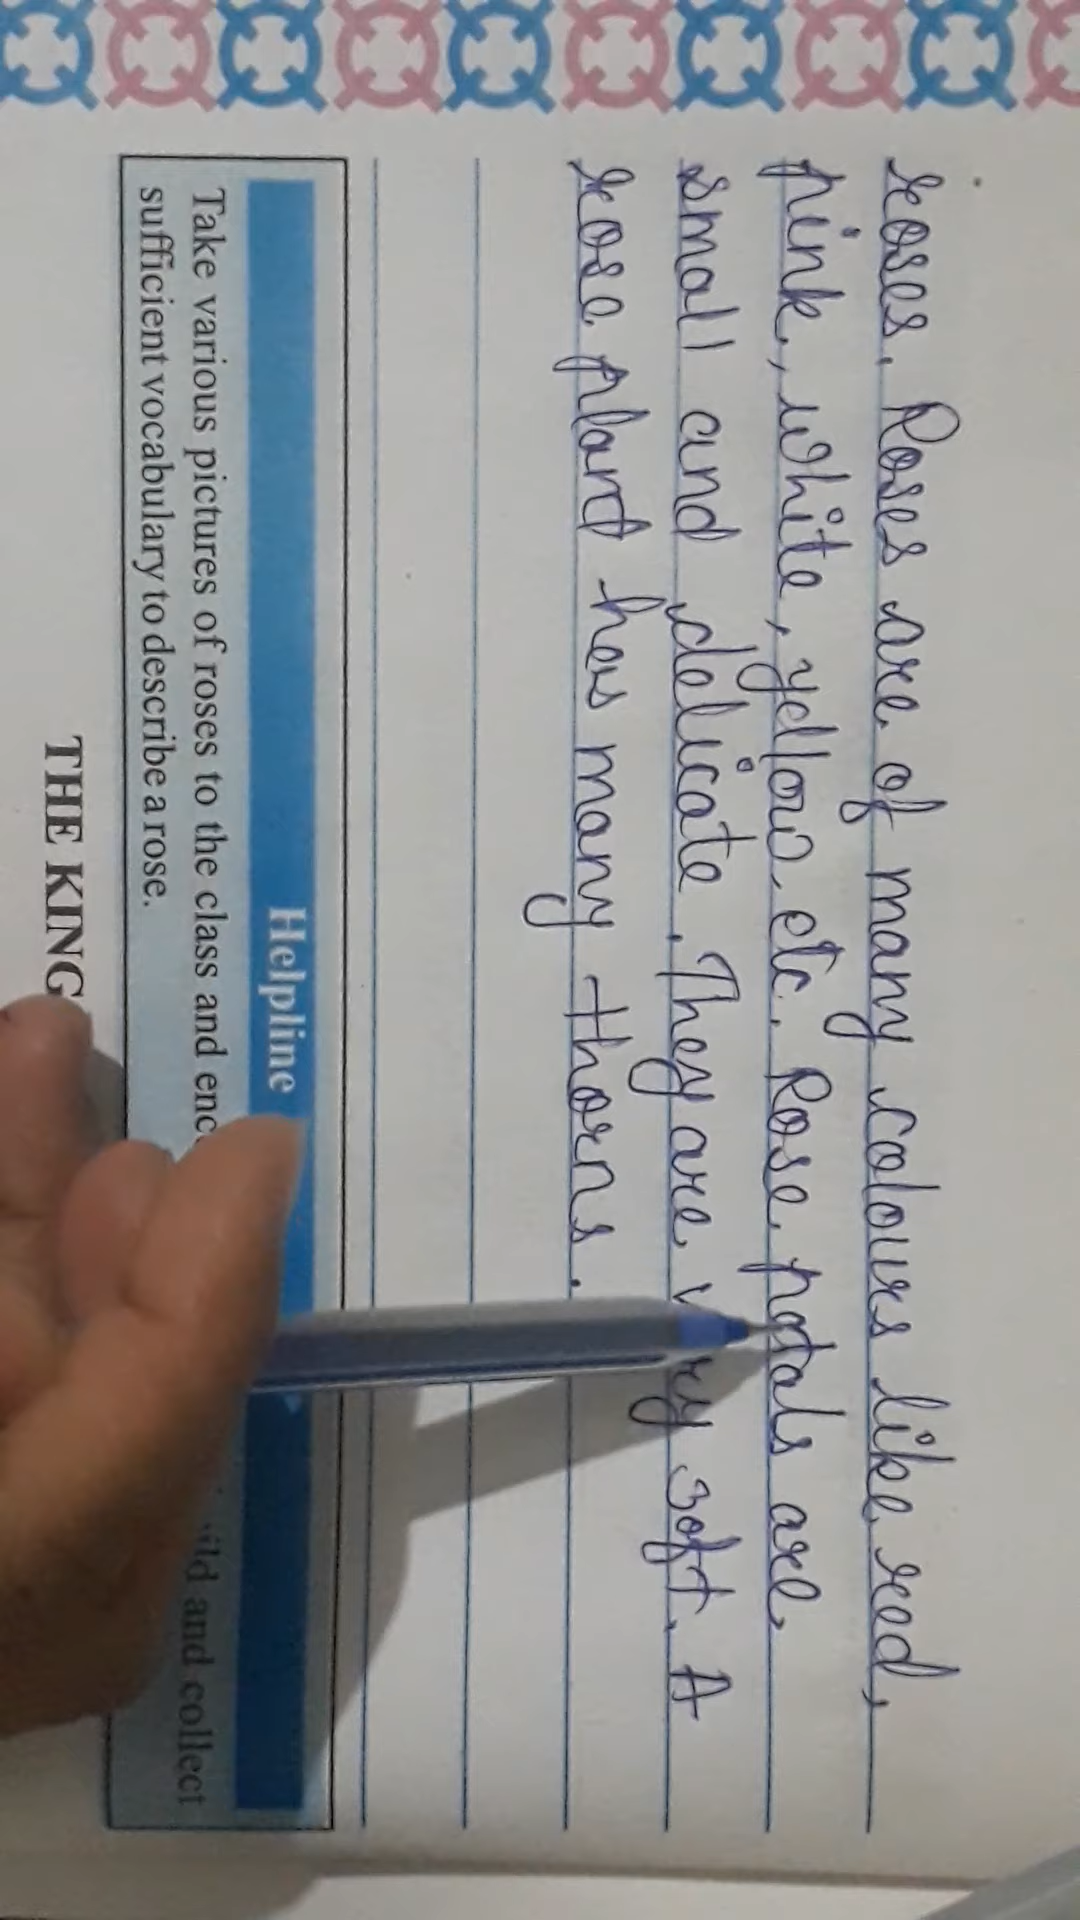 roses. Roses are of many colours like red,
pink, white, yellow, etc. Rose petals are
small and delicate. They are very soft. A
rose plant has many thorns.
Helpline
Take various pictures of roses to the class and and collect
sufficient vocabulary to describe a rose.
THE KING